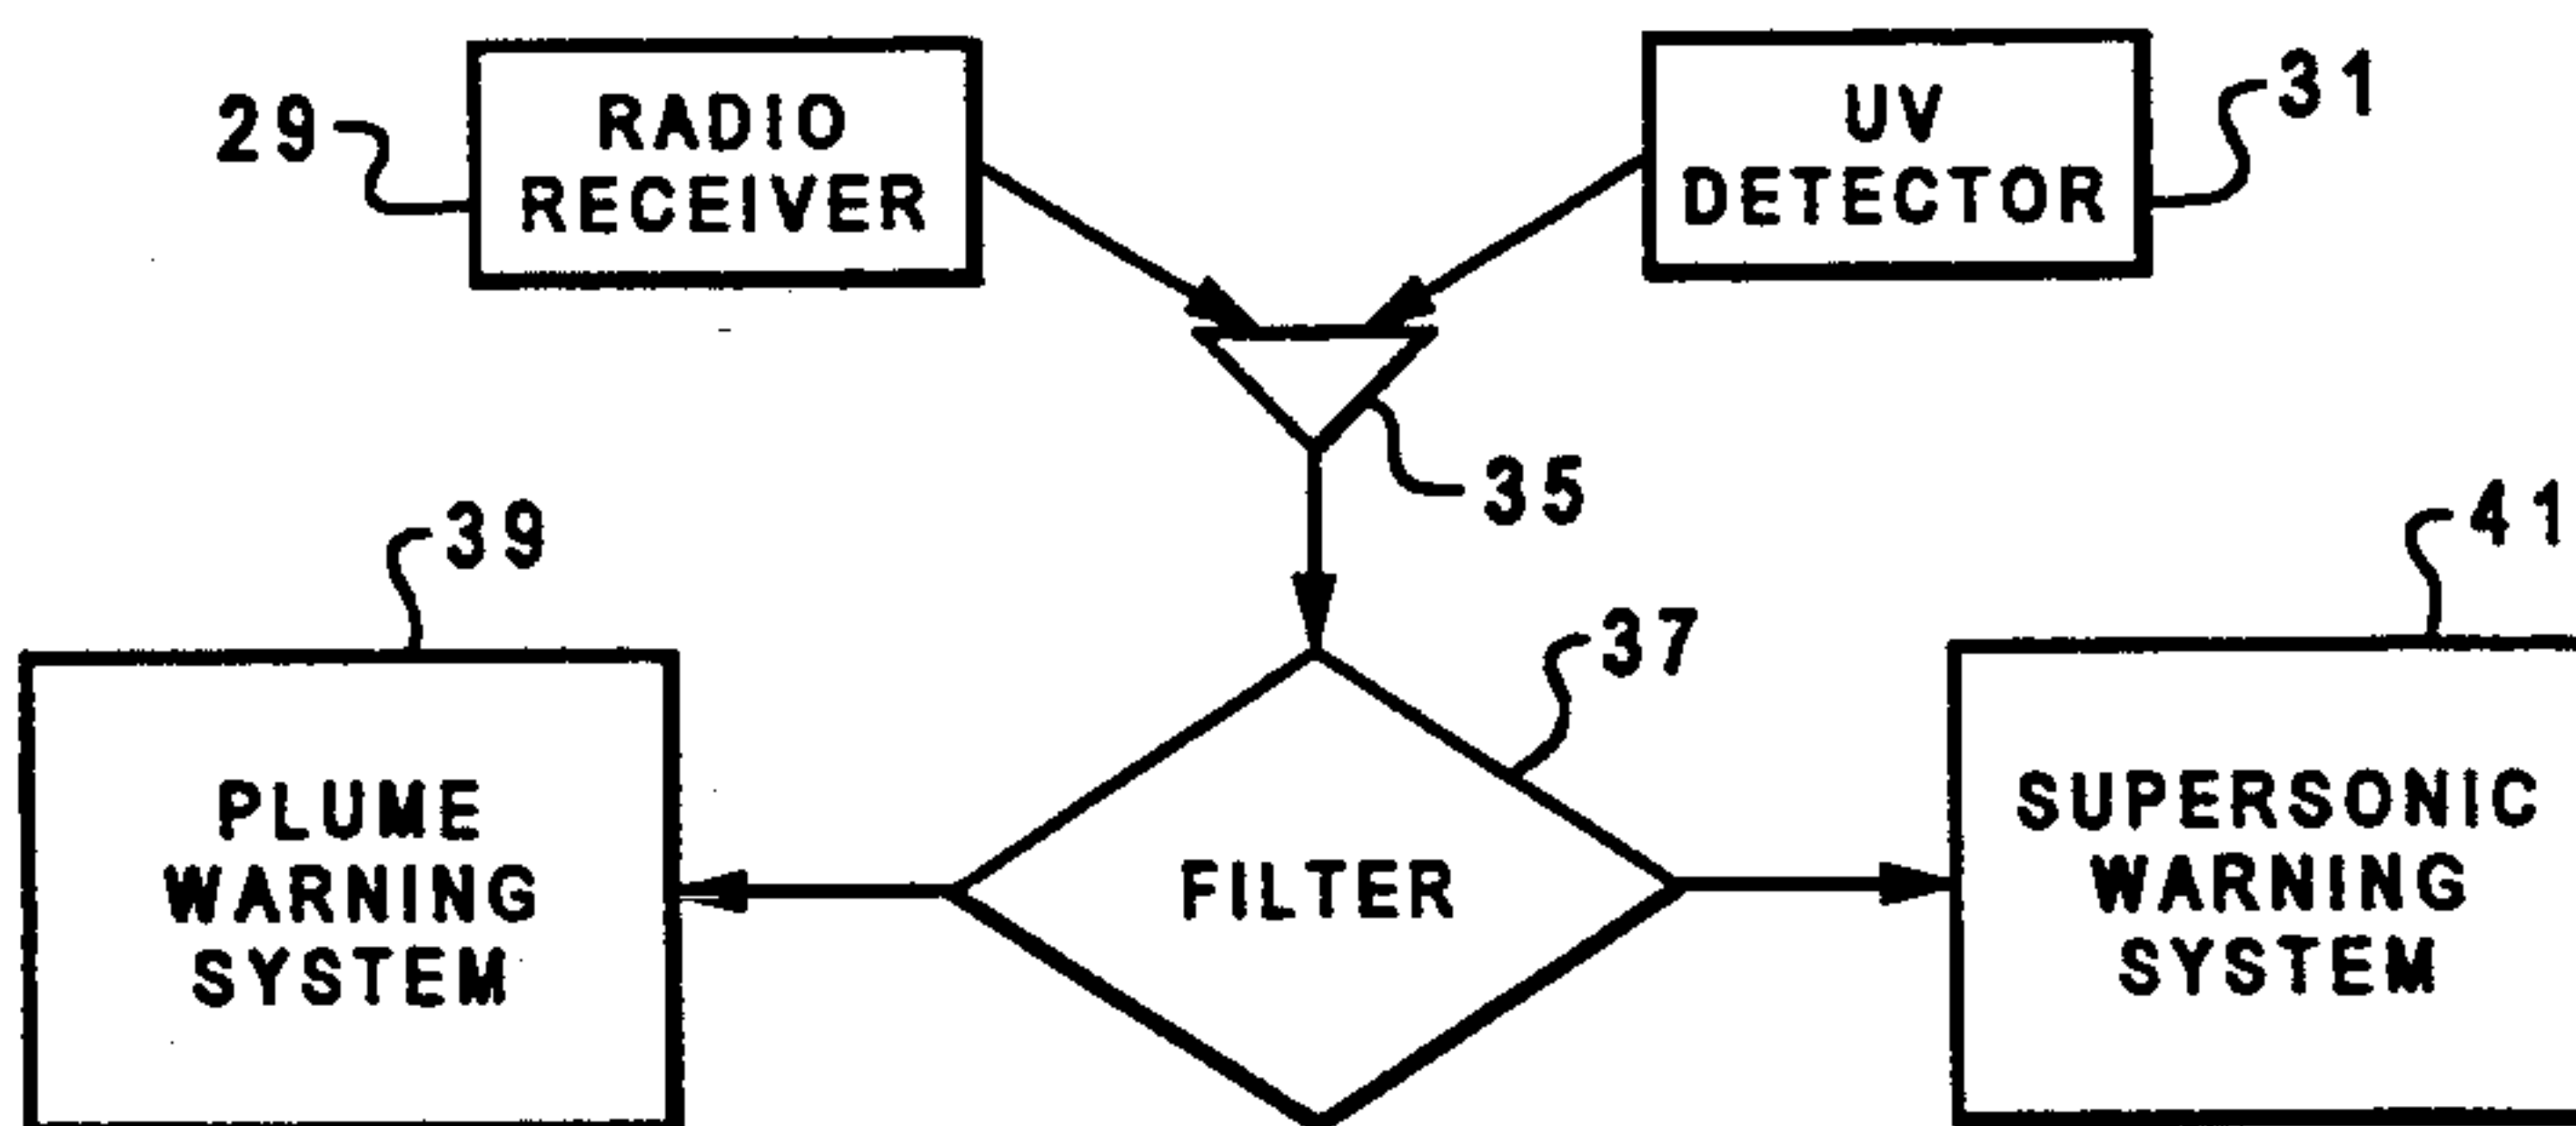 29
RADIO
RECEIVER
UV
DETECTOR
31
35
39
41
37
PLUME
WARNING
SYSTEM
FILTER
SUPERSONIC
WARNING
SYSTEM